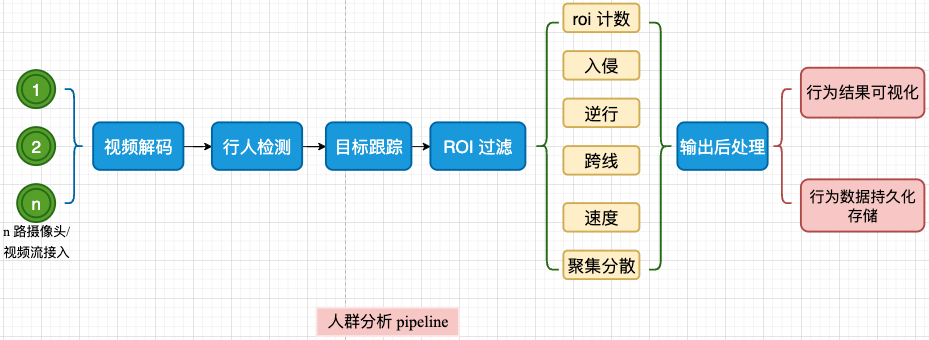 1
2
n
n 路摄像头/
视频流接入
视频解码
行人检测
目标跟踪
ROI 过滤
roi 计数
入侵
逆行
跨线
速度
聚集分散
输出后处理
行为结果可视化
行为数据持久化
存储
人群分析 pipeline